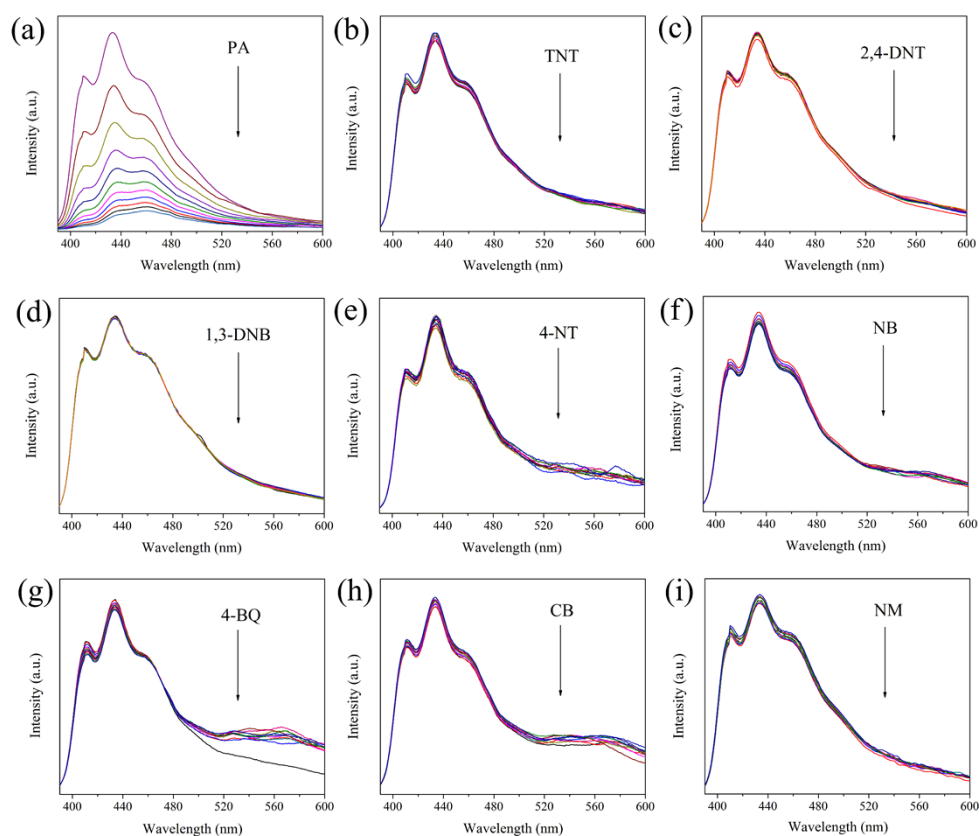 (a)
PA
Intensity (a.u.)
400 440 480 520 560 600
Wavelength (nm)
(b)
TNT
Intensity (a.u.)
400 440 480 520 560 600
Wavelength (nm)
(c)
2,4-DNT
Intensity (a.u.)
400 440 480 520 560 600
Wavelength (nm)
(d)
1,3-DNB
Intensity (a.u.)
400 440 480 520 560 600
Wavelength (nm)
(e)
4-NT
Intensity (a.u.)
400 440 480 520 560 600
Wavelength (nm)
(f)
NB
Intensity (a.u.)
400 440 480 520 560 600
Wavelength (nm)
(g)
4-BQ
Intensity (a.u.)
400 440 480 520 560 600
Wavelength (nm)
(h)
CB
Intensity (a.u.)
400 440 480 520 560 600
Wavelength (nm)
(i)
NM
Intensity (a.u.)
400 440 480 520 560 600
Wavelength (nm)